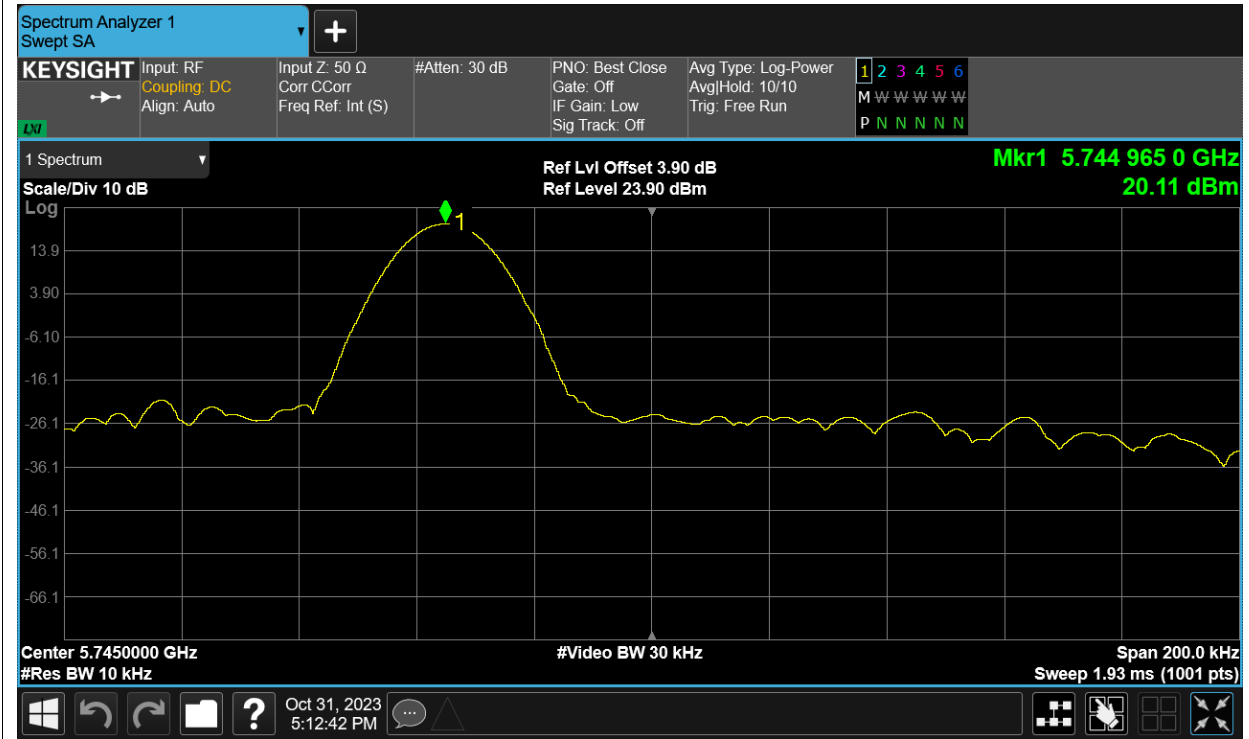 Spectrum Analyzer 1
Swept SA
KEYSIGHT
LXI
Input: RF
Coupling: DC
Align: Auto
Input Z: 50 Ω
Corr CCorr
Freq Ref: Int (S)
#Atten: 30 dB
PNO: Best Close
Gate: Off
IF Gain: Low
Sig Track: Off
Avg Type: Log-Power
Avg|Hold: 10/10
Trig: Free Run
1 2 3 4 5 6
M W W W W W
P N N N N N
1 Spectrum
Scale/Div 10 dB
Ref Lvl Offset 3.90 dB
Ref Level 23.90 dBm
Mkr1 5.744 965 0 GHz
20.11 dBm
Log
1
13.9
3.90
-6.10
-16.1
-26.1
-36.1
-46.1
-56.1
-66.1
Center 5.7450000 GHz
#Res BW 10 kHz
#Video BW 30 kHz
Span 200.0 kHz
Sweep 1.93 ms (1001 pts)
?
Oct 31, 2023
5:12:42 PM